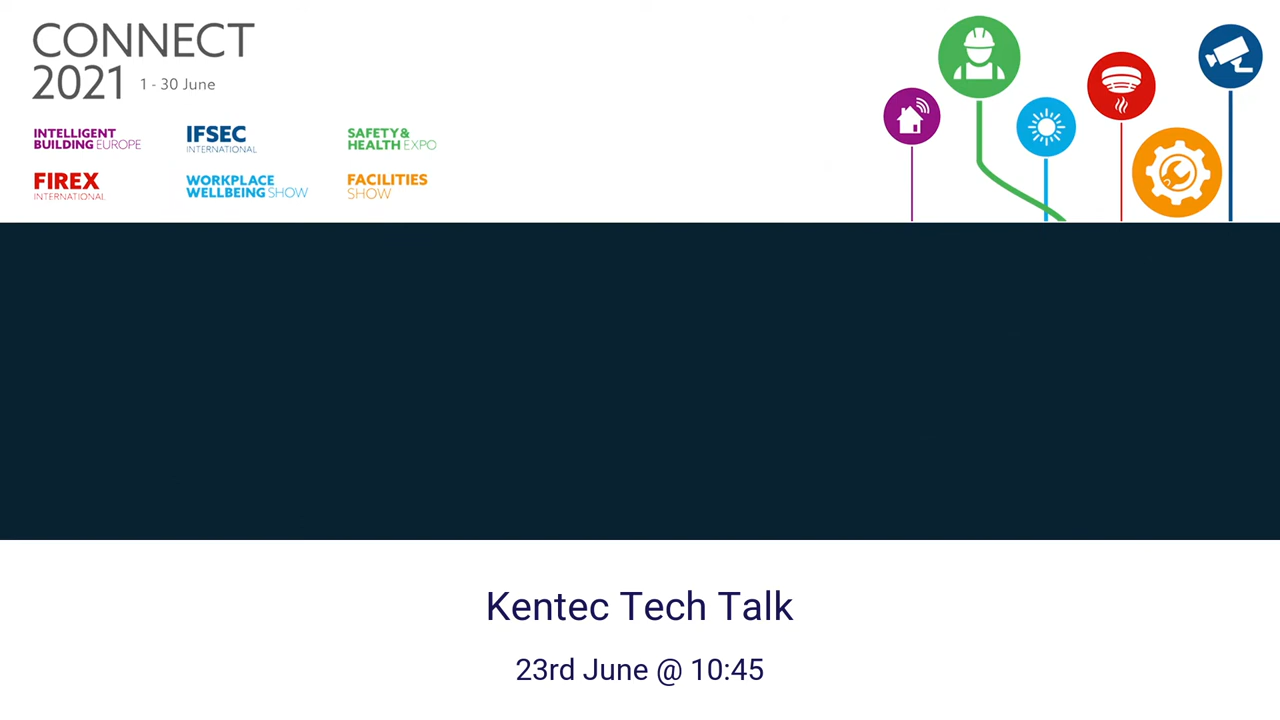 CONNECT
2021 1 - 30 June
INTELLIGENT
BUILDING EUROPE
IFSEC
INTERNATIONAL
SAFETY &
HEALTH EXPO
FIREX
INTERNATIONAL
WORKPLACE
WELLBEING SHOW
FACILITIES
SHOW
Kentec Tech Talk
23rd June @ 10:45